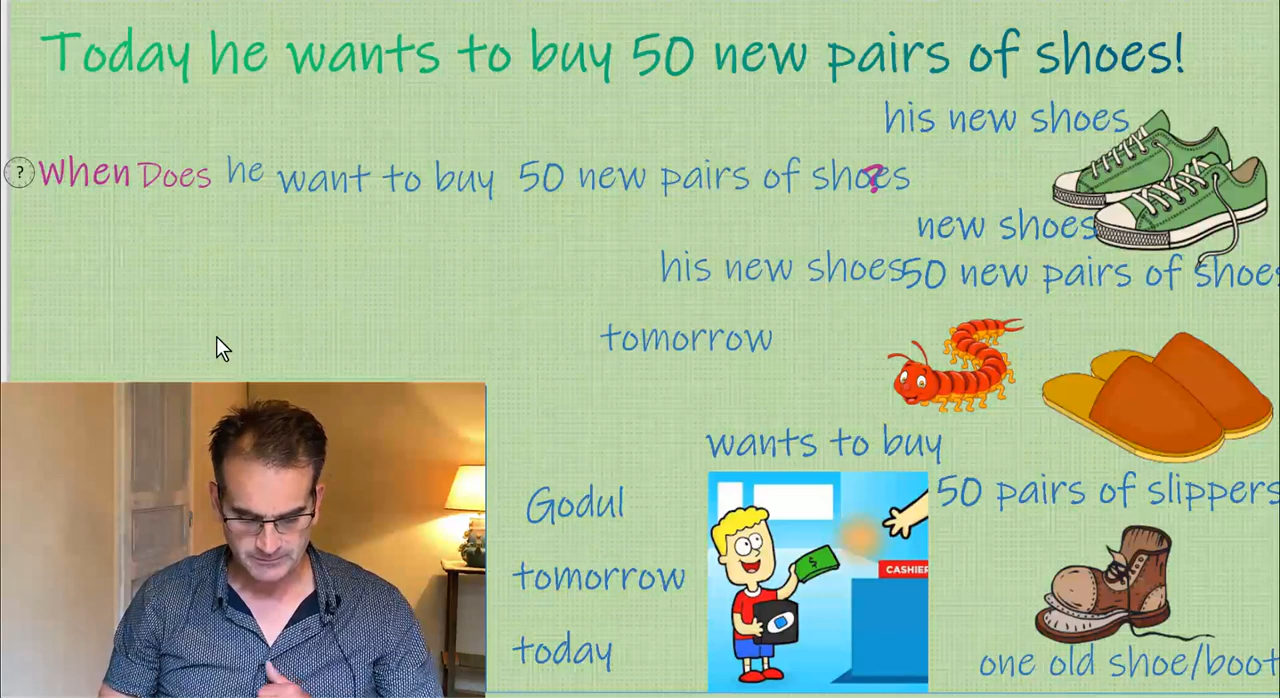 Today he wants to buy 50 new pairs of shoes!
his new shoes
? When Does he want to buy 50 new pairs of shoes ?
new shoes
his new shoes 50 new pairs of shoes
tomorrow
wants to buy
Godul
50 pairs of slippers
CASHIER
tomorrow
today
one old shoe/boot